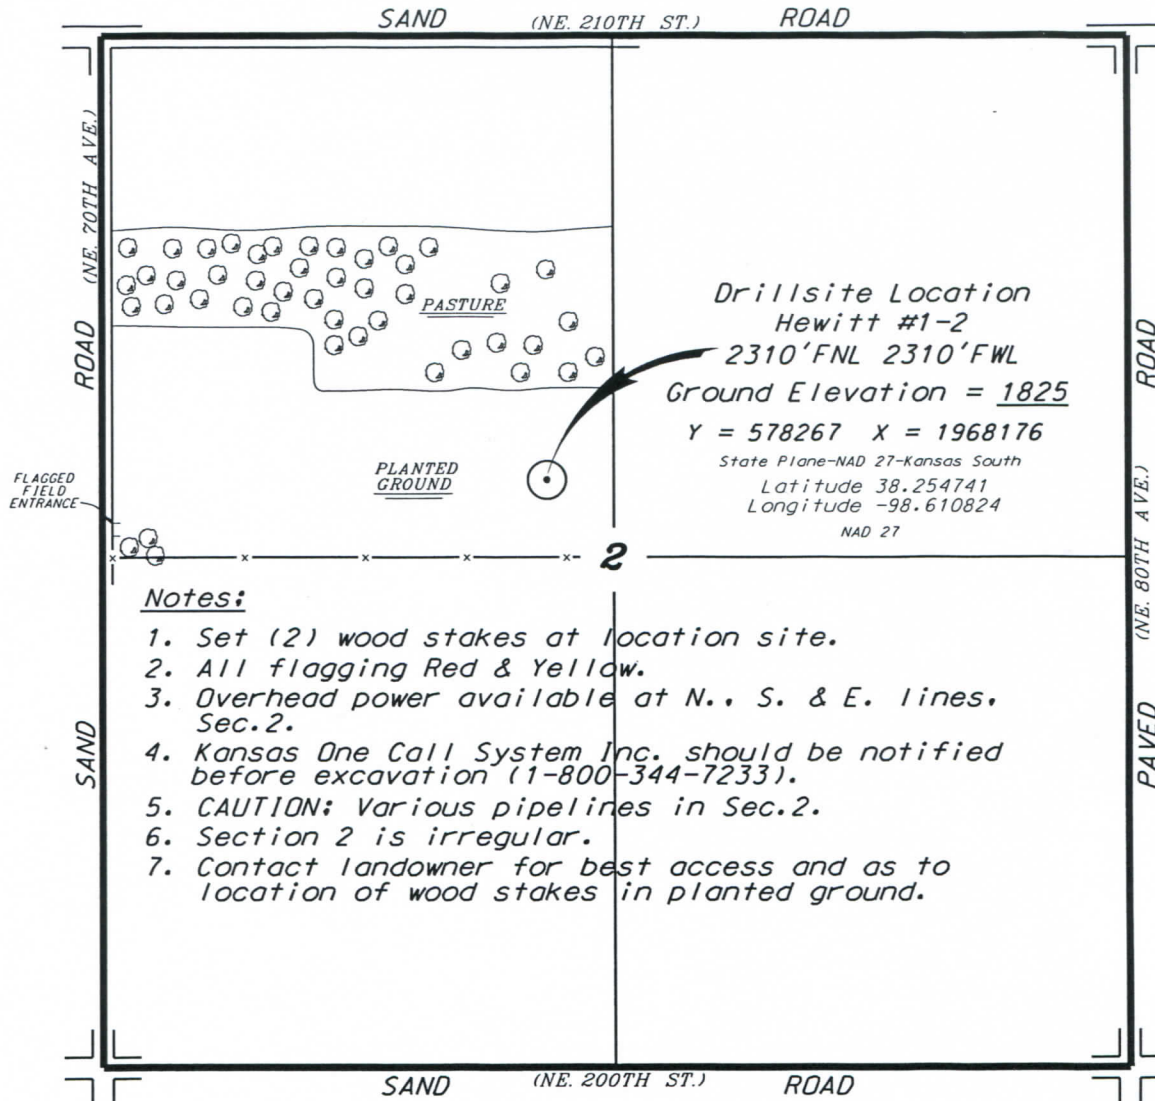 SAND (NE. 210TH ST.) ROAD
(NE. 70TH AVE.)
ROAD
SAND
PASTURE
Drillsite Location
Hewitt #1-2
2310'FNL 2310'FWL
Ground Elevation = 1825
Y = 578267 X = 1968176
State Plane-NAD 27-Kansas South
Latitude 38.254741
Longitude -98.610824
NAD 27
PLANTED
GROUND
FLAGGED
FIELD
ENTRANCE
2
ROAD
(NE. 80TH AVE.)
PAVED
Notes:
1. Set (2) wood stakes at location site.
2. All flagging Red & Yellow.
3. Overhead power available at N., S. & E. lines,
Sec.2.
4. Kansas One Call System Inc. should be notified
before excavation (1-800-344-7233).
5. CAUTION: Various pipelines in Sec.2.
6. Section 2 is irregular.
7. Contact landowner for best access and as to
location of wood stakes in planted ground.
SAND (NE. 200TH ST.) ROAD